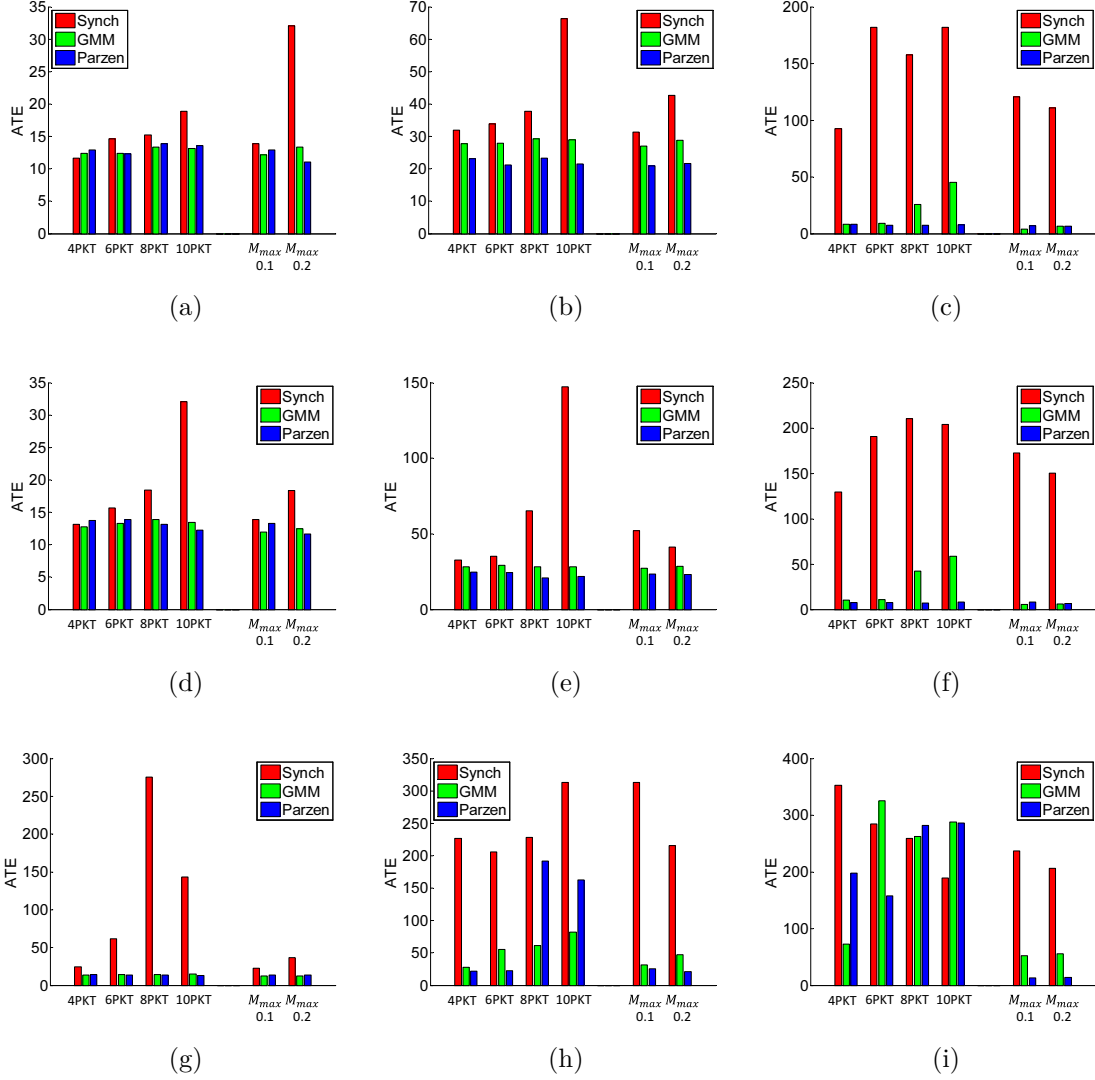 35
30
25
20
15
10
5
0
ATE
Synch
GMM
Parzen
4PKT 6PKT 8PKT 10PKT M_max M_max
0.1 0.2
(a)
70
60
50
40
30
20
10
0
ATE
Synch
GMM
Parzen
4PKT 6PKT 8PKT 10PKT M_max M_max
0.1 0.2
(b)
200
150
100
50
0
ATE
Synch
GMM
Parzen
4PKT 6PKT 8PKT 10PKT M_max M_max
0.1 0.2
(c)
35
30
25
20
15
10
5
0
ATE
Synch
GMM
Parzen
4PKT 6PKT 8PKT 10PKT M_max M_max
0.1 0.2
(d)
150
100
50
0
ATE
Synch
GMM
Parzen
4PKT 6PKT 8PKT 10PKT M_max M_max
0.1 0.2
(e)
250
200
150
100
50
0
ATE
Synch
GMM
Parzen
4PKT 6PKT 8PKT 10PKT M_max M_max
0.1 0.2
(f)
300
250
200
150
100
50
0
ATE
Synch
GMM
Parzen
4PKT 6PKT 8PKT 10PKT M_max M_max
0.1 0.2
(g)
350
300
250
200
150
100
50
0
ATE
Synch
GMM
Parzen
4PKT 6PKT 8PKT 10PKT M_max M_max
0.1 0.2
(h)
400
300
200
100
0
ATE
Synch
GMM
Parzen
4PKT 6PKT 8PKT 10PKT M_max M_max
0.1 0.2
(i)